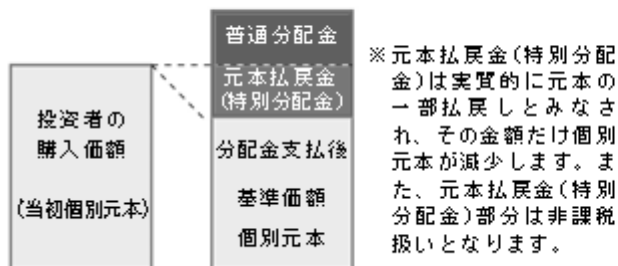 投資者の
購入価額
(当初個別元本)
普通分配金
元本払戻金
(特別分配金)
分配金支払後
基準価額
個別元本
※元本払戻金(特別分配
金)は実質的に元本の
一部払戻しとみなさ
れ、その金額だけ個別
元本が減少します。ま
た、元本払戻金(特別
分配金)部分は非課税
扱いとなります。